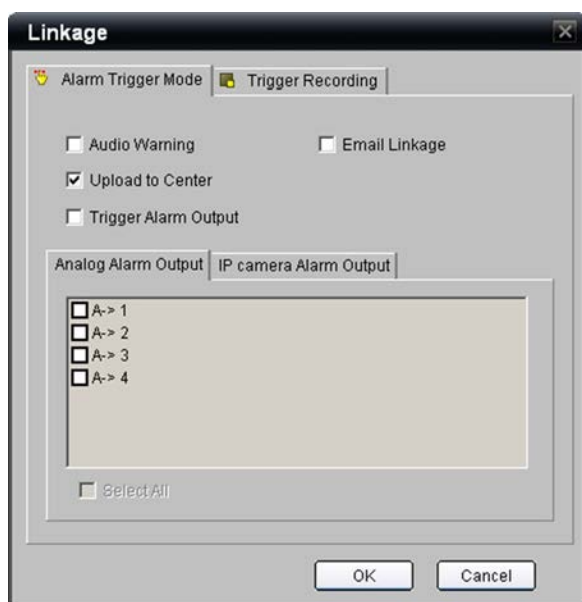 Linkage
Alarm Trigger Mode Trigger Recording
Audio Warning Email Linkage
Upload to Center
Trigger Alarm Output
Analog Alarm Output IP camera Alarm Output
A-> 1
A-> 2
A-> 3
A-> 4
Select All
OK Cancel